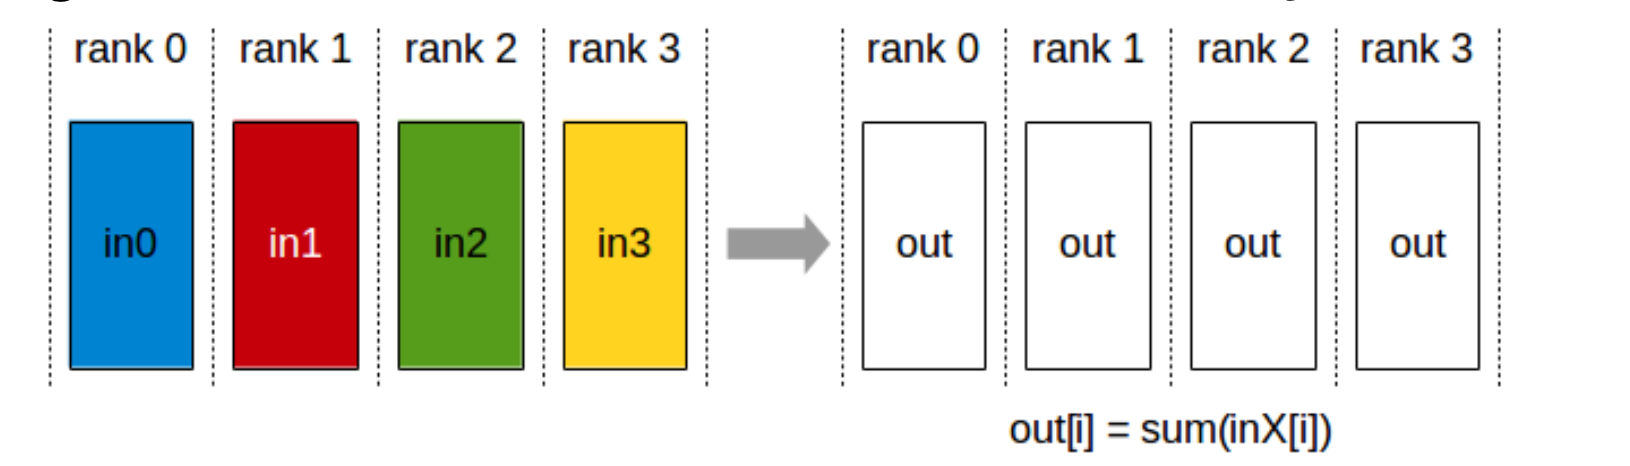 rank 0 rank 1 rank 2 rank 3 rank 0 rank 1 rank 2 rank 3
in0 in1 in2 in3 out out out out
out[i] = sum(inX[i])